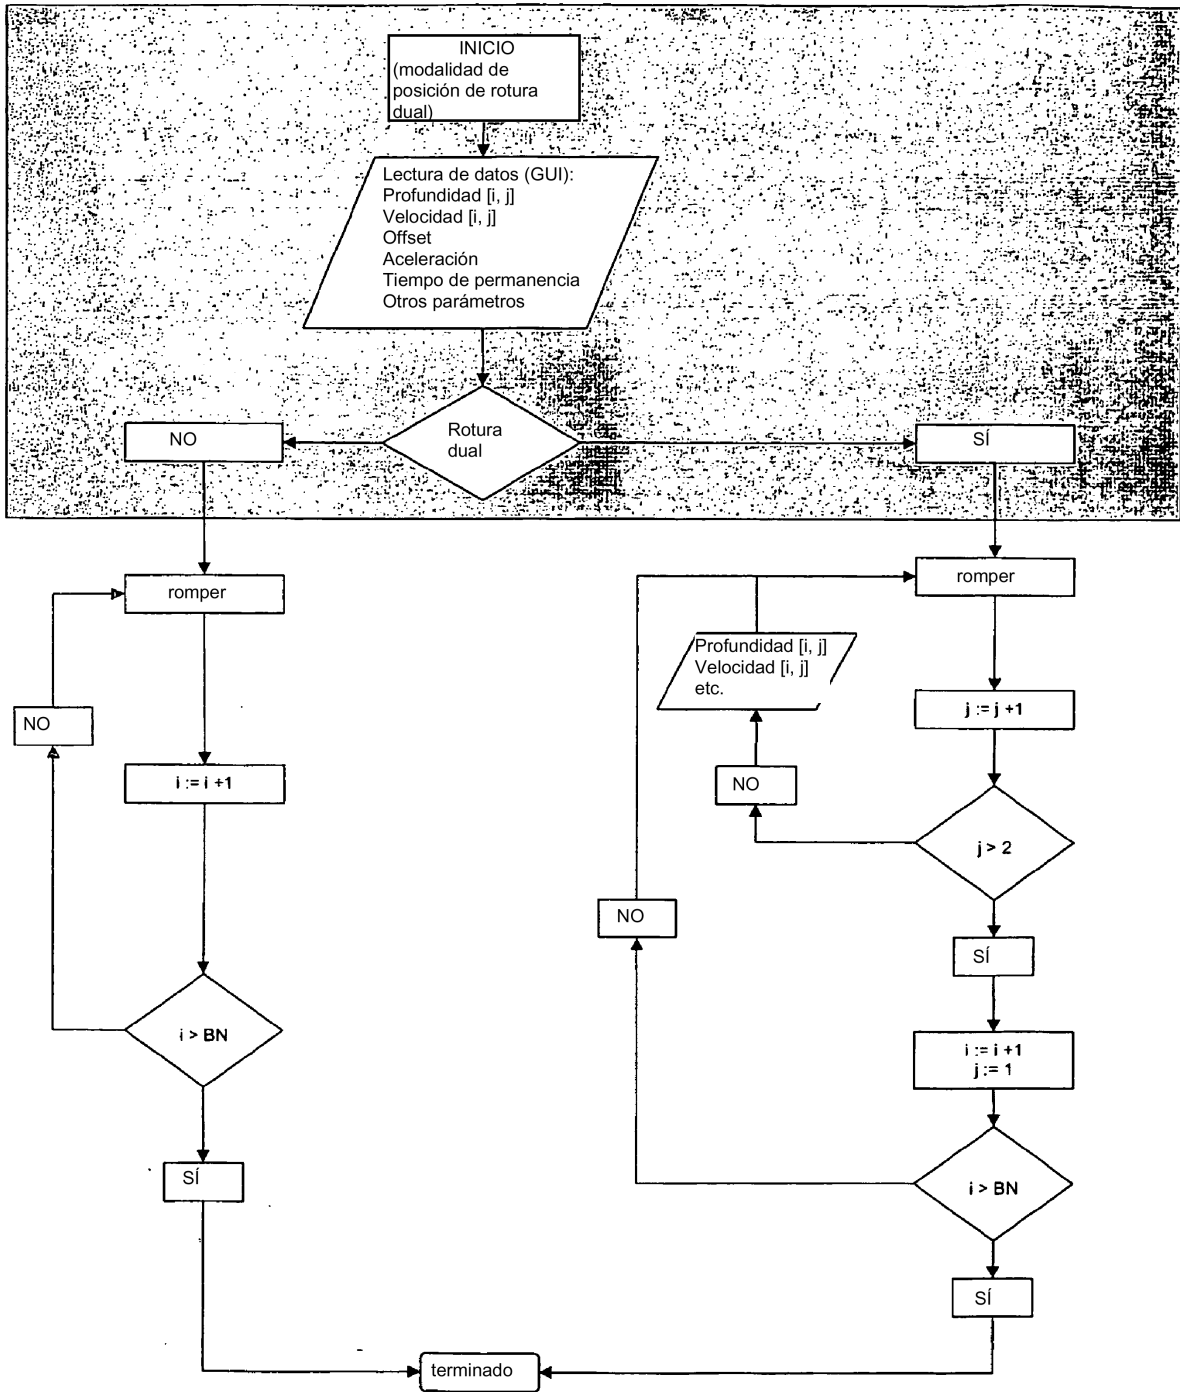 INICIO
(modalidad de
posición de rotura
dual)
Lectura de datos (GUI):
Profundidad [i, j]
Velocidad [i, j]
Offset
Aceleración
Tiempo de permanencia
Otros parámetros
Rotura
dual
NO
SÍ
romper
NO
i := i +1
i > BN
SÍ
romper
Profundidad [i, j]
Velocidad [i, j]
etc.
j := j +1
NO
j > 2
NO
SÍ
i := i +1
j := 1
i > BN
SÍ
terminado